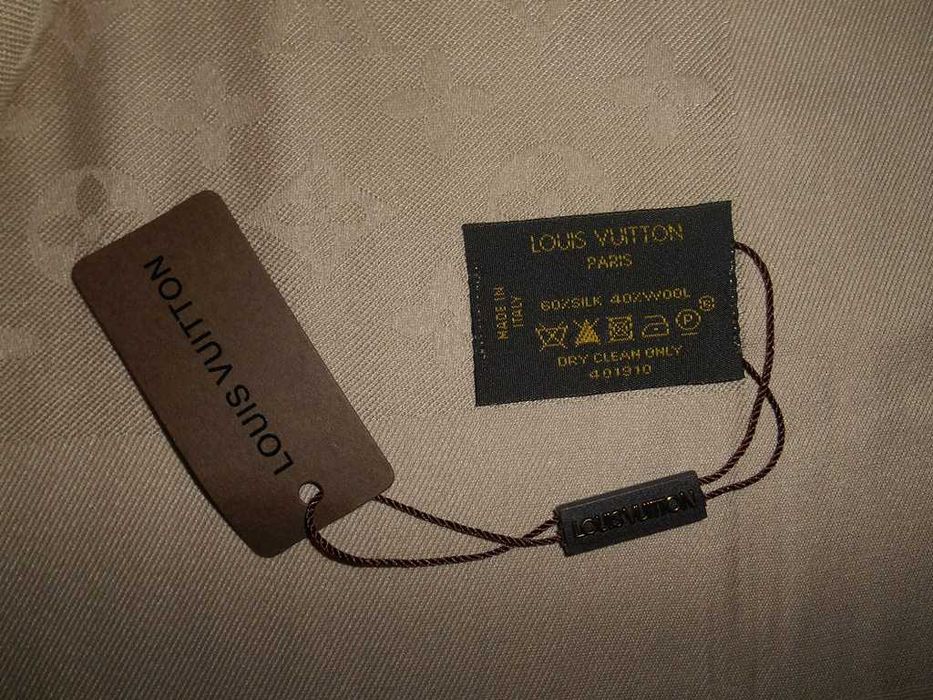 LOUIS VUITTON
LOUIS VUITTON
PARIS
MADE IN
ITALY
60%SILK 40%WOOL
P
DRY CLEAN ONLY
401910
LOUIS VUITTON